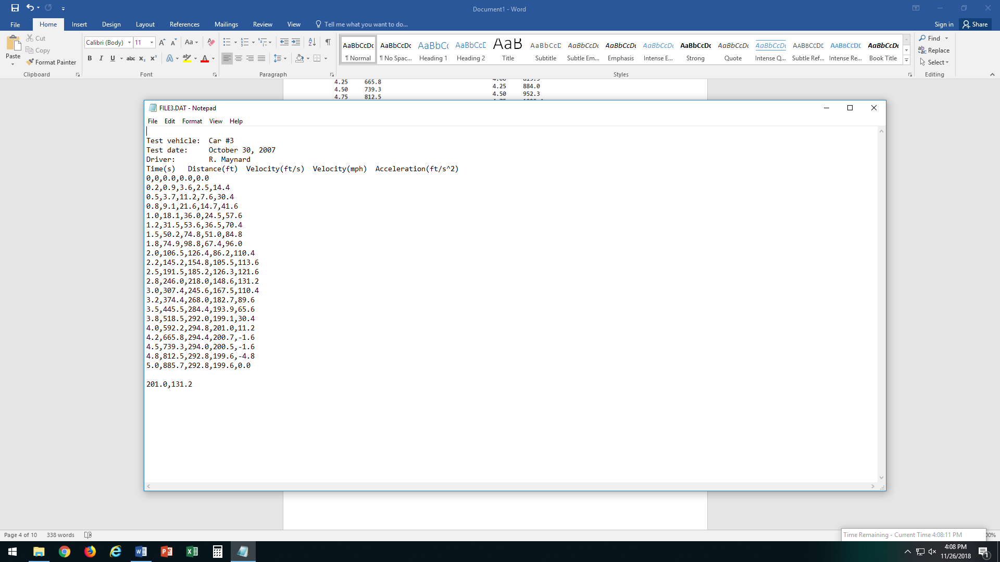 Document1 - Word
File Home Insert Design Layout References Mailings Review View Tell me what you want to do... Sign in Share
Paste
Cut
Copy
Format Painter
Clipboard
Calibri (Body) 11
Font
Paragraph
AaBbCcDc AaBbCcDc AaBbCc AaBbCcD AaB AaBbCcD AaBbCcDc AaBbCcDc AaBbCcDc AaBbCcDc AaBbCcDc AaBbCcDc AaBbCcDc AaBbCcDc AaBbCcDc
¶ Normal ¶ No Spac... Heading 1 Heading 2 Title Subtitle Subtle Em... Emphasis Intense E... Strong Quote Intense Q... Subtle Ref... Intense Re... Book Title
Styles
Find
Replace
Select
Editing
4.25 665.8
4.50 739.3
4.75 812.5
4.25 884.0
4.50 952.3
FILE3.DAT - Notepad
File Edit Format View Help
Test vehicle: Car #3
Test date: October 30, 2007
Driver: R. Maynard
Time(s) Distance(ft) Velocity(ft/s) Velocity(mph) Acceleration(ft/s^2)
0,0,0.0,0.0,0.0
0.2,0.9,3.6,2.5,14.4
0.5,3.7,11.2,7.6,30.4
0.8,9.1,21.6,14.7,41.6
1.0,18.1,36.0,24.5,57.6
1.2,31.5,53.6,36.5,70.4
1.5,50.2,74.8,51.0,84.8
1.8,74.9,98.8,67.4,96.0
2.0,106.5,126.4,86.2,110.4
2.2,145.2,154.8,105.5,113.6
2.5,191.5,185.2,126.3,121.6
2.8,246.0,218.0,148.6,131.2
3.0,307.4,245.6,167.5,110.4
3.2,374.4,268.0,182.7,89.6
3.5,445.5,284.4,193.9,65.6
3.8,518.5,292.0,199.1,30.4
4.0,592.2,294.8,201.0,11.2
4.2,665.8,294.4,200.7,-1.6
4.5,739.3,294.0,200.5,-1.6
4.8,812.5,292.8,199.6,-4.8
5.0,885.7,292.8,199.6,0.0
201.0,131.2
Page 4 of 10 338 words
Time Remaining - Current Time 4:08:11 PM
00%
4:08 PM
11/26/2018
1